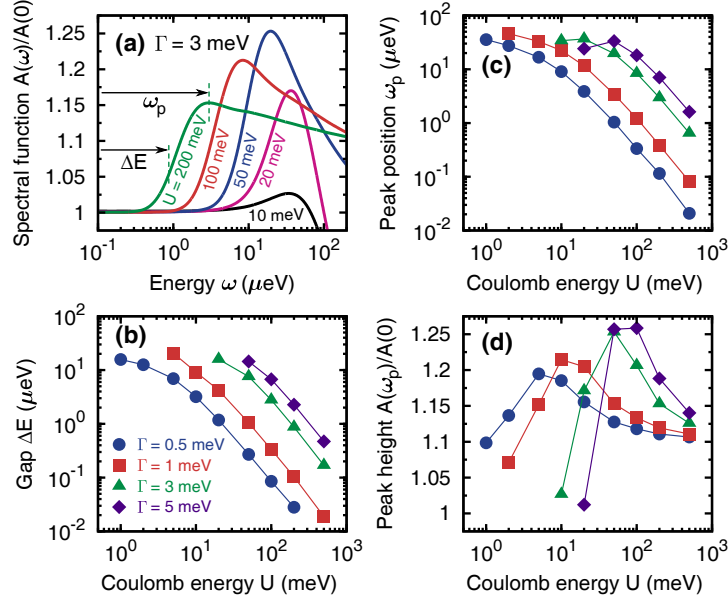 Spectral function A(ω)/A(0)
1.25
1.2
1.15
1.1
1.05
1
(a) Γ = 3 meV
ωp
ΔE
U = 200 meV
100 meV
50 meV
20 meV
10 meV
10^-1 10^0 10^1 10^2
Energy ω (μeV)
Peak position ωp (μeV)
10^2
10^1
10^0
10^-1
10^-2
(c)
10^0 10^1 10^2 10^3
Coulomb energy U (meV)
Gap ΔE (μeV)
10^2
10^1
10^0
10^-1
10^-2
(b)
Γ = 0.5 meV
Γ = 1 meV
Γ = 3 meV
Γ = 5 meV
10^0 10^1 10^2 10^3
Coulomb energy U (meV)
Peak height A(ωp)/A(0)
1.25
1.20
1.15
1.10
1.05
1
(d)
10^0 10^1 10^2 10^3
Coulomb energy U (meV)